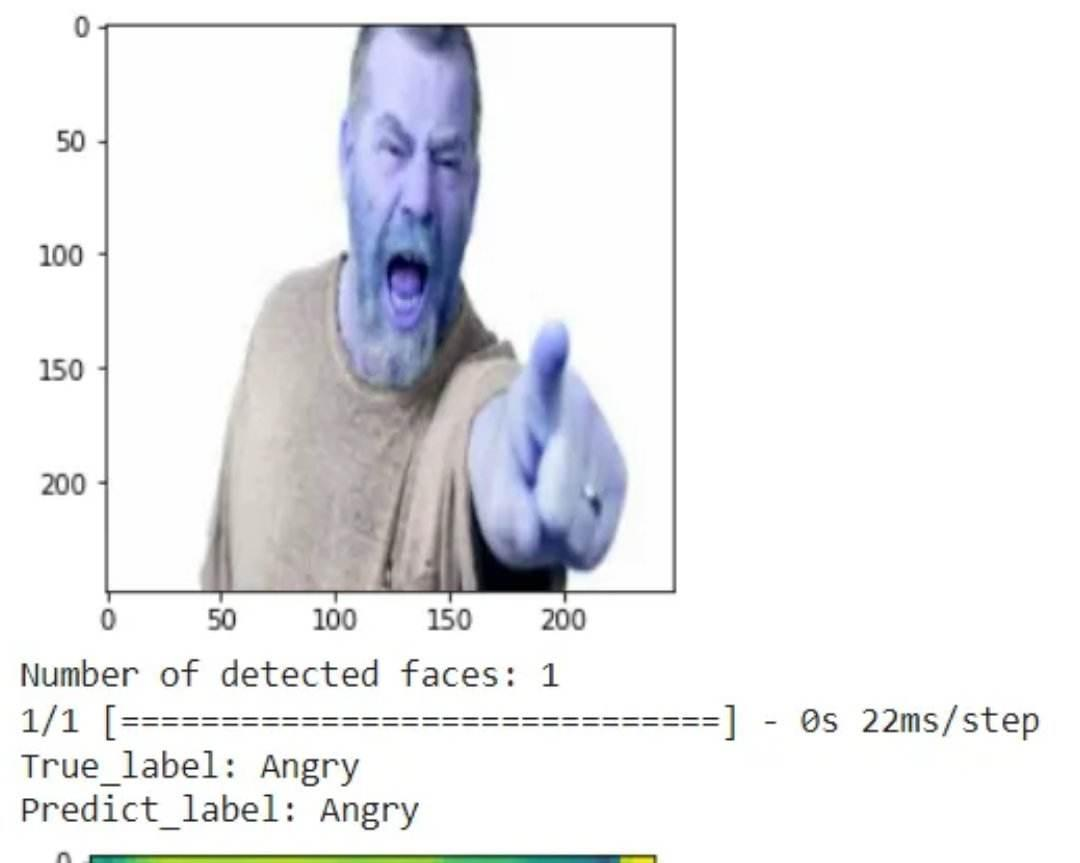 0
50
100
150
200
0 50 100 150 200
Number of detected faces: 1
1/1 [==============================] - 0s 22ms/step
True_label: Angry
Predict_label: Angry
0